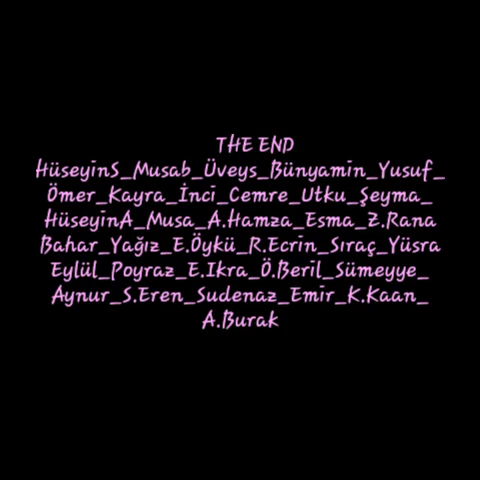 THE END
HüseyinS_Musab_Üveys_Bünyamin_Yusuf_
Ömer_Kayra_İnci_Cemre_Utku_Şeyma_
HüseyinA_Musa_A.Hamza_Esma_Z.Rana
Bahar_Yağız_E.Öykü_R.Ecrin_Sıraç_Yüsra
Eylül_Poyraz_E.Ikra_Ö.Beril_Sümeyye_
Aynur_S.Eren_Sudenaz_Emir_K.Kaan_
A.Burak